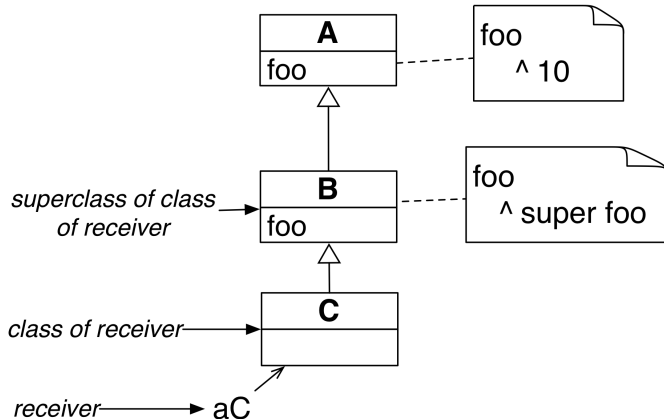 A
foo
foo
^ 10
superclass of class
of receiver
B
foo
foo
^ super foo
class of receiver
C
receiver
aC